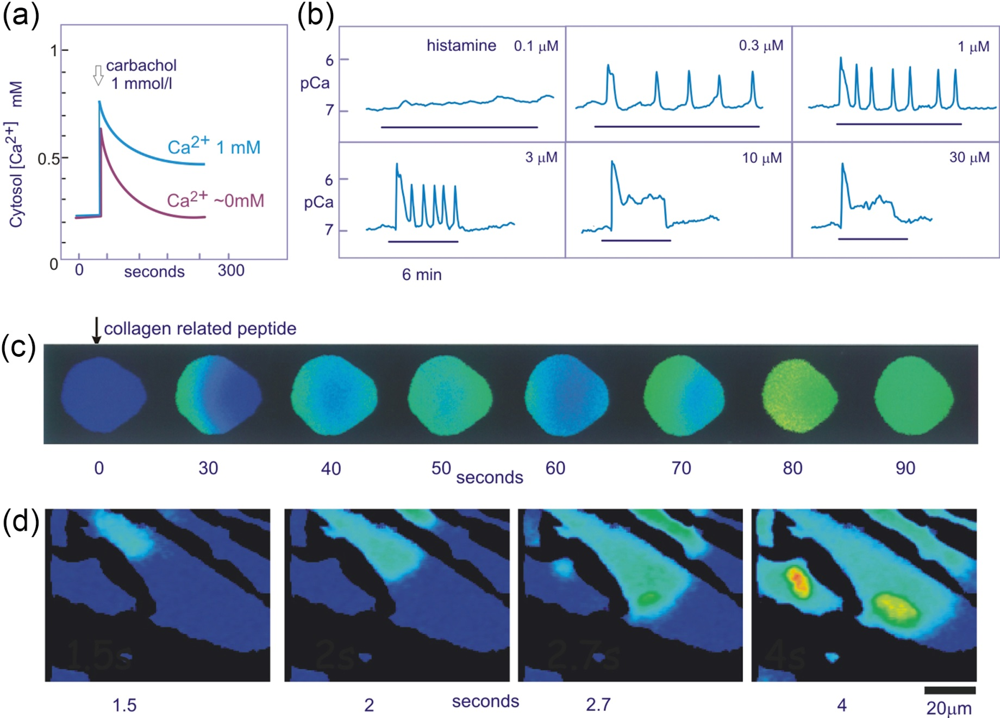 (a)
1
0.5
0
Cytosol [Ca2+] mM
carbachol
1 mmol/l
Ca2+ 1 mM
Ca2+ ~0mM
0 seconds 300
(b)
histamine 0.1 μM
0.3 μM
1 μM
6
pCa
7
3 μM
10 μM
30 μM
6
pCa
7
6 min
(c)
collagen related peptide
0 30 40 50 60 70 80 90
seconds
(d)
1.5s
2s
2.7s
4s
1.5 2 seconds 2.7 4
20μm